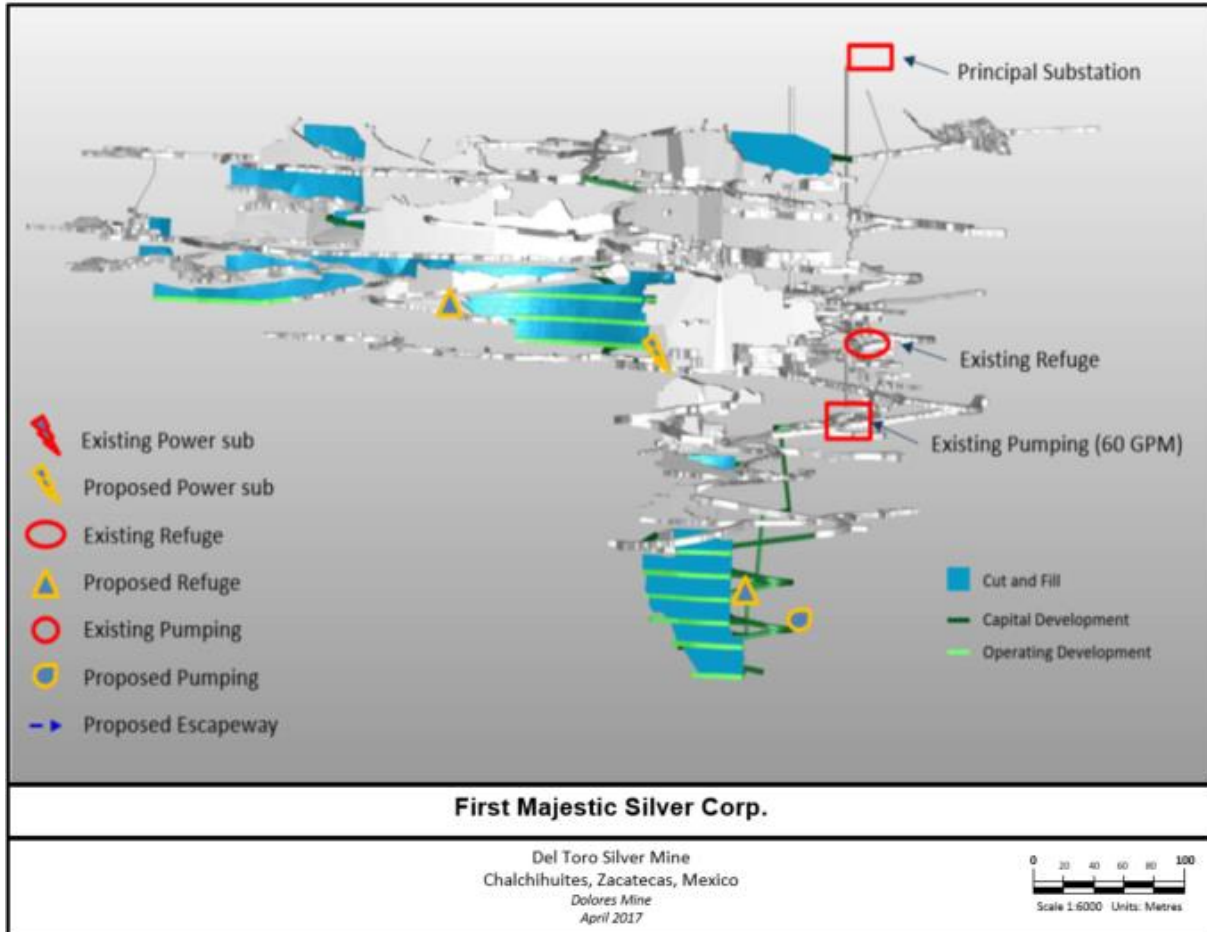 Principal Substation
Existing Refuge
Existing Pumping (60 GPM)
Existing Power sub
Proposed Power sub
Existing Refuge
Proposed Refuge
Existing Pumping
Proposed Pumping
Proposed Escapeway
Cut and Fill
Capital Development
Operating Development
First Majestic Silver Corp.
Del Toro Silver Mine
Chalchihuites, Zacatecas, Mexico
Dolores Mine
April 2017
0 20 40 60 80 100
Scale 1:6000 Units: Metres